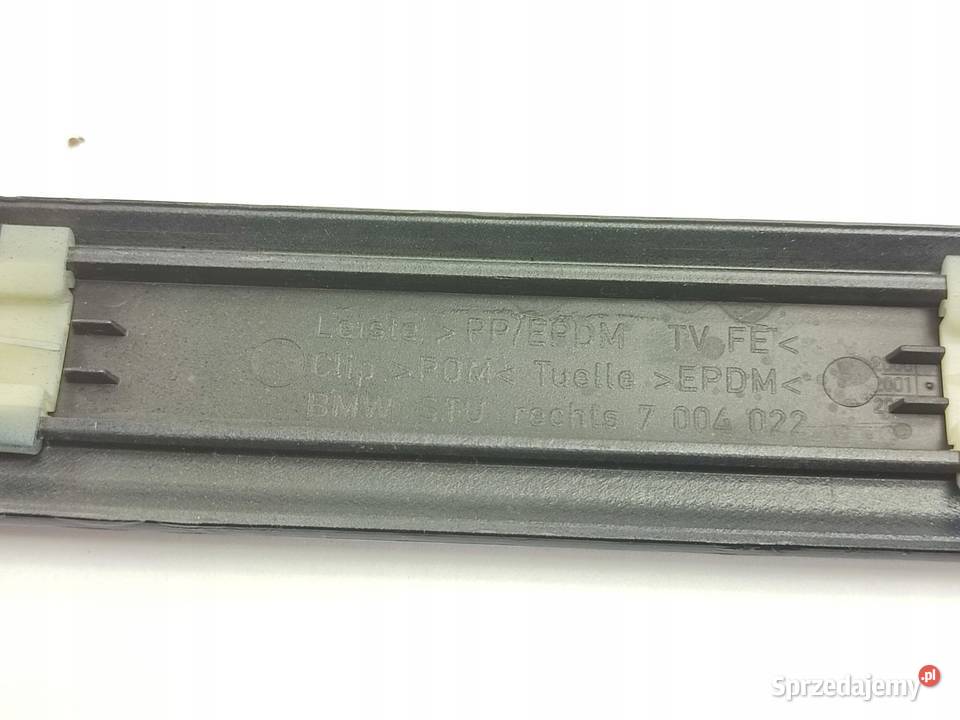 Leiste >PP/EPDM TV FE<
Clip >POM< Tuelle >EPDM<
BMW STU rechts 7 004 022
2001
Sprzedajemy.pl